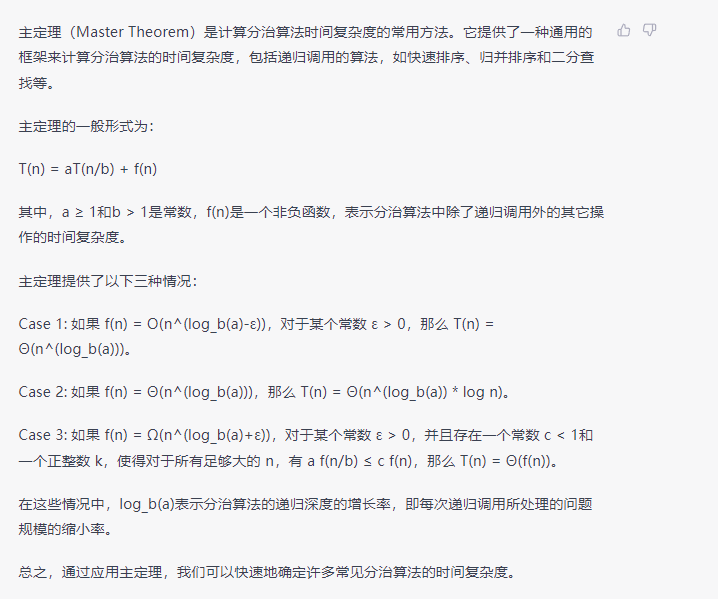 主定理（Master Theorem）是计算分治算法时间复杂度的常用方法。它提供了一种通用的
框架来计算分治算法的时间复杂度，包括递归调用的算法，如快速排序、归并排序和二分查
找等。
主定理的一般形式为：
T(n) = aT(n/b) + f(n)
其中，a ≥ 1和b > 1是常数，f(n)是一个非负函数，表示分治算法中除了递归调用外的其它操
作的时间复杂度。
主定理提供了以下三种情况：
Case 1: 如果 f(n) = O(n^(log_b(a)-ε))，对于某个常数 ε > 0，那么 T(n) =
Θ(n^(log_b(a)))。
Case 2: 如果 f(n) = Θ(n^(log_b(a)))，那么 T(n) = Θ(n^(log_b(a)) * log n)。
Case 3: 如果 f(n) = Ω(n^(log_b(a)+ε))，对于某个常数 ε > 0，并且存在一个常数 c < 1和
一个正整数 k，使得对于所有足够大的 n，有 a f(n/b) ≤ c f(n)，那么 T(n) = Θ(f(n))。
在这些情况中，log_b(a)表示分治算法的递归深度的增长率，即每次递归调用所处理的问题
规模的缩小率。
总之，通过应用主定理，我们可以快速地确定许多常见分治算法的时间复杂度。